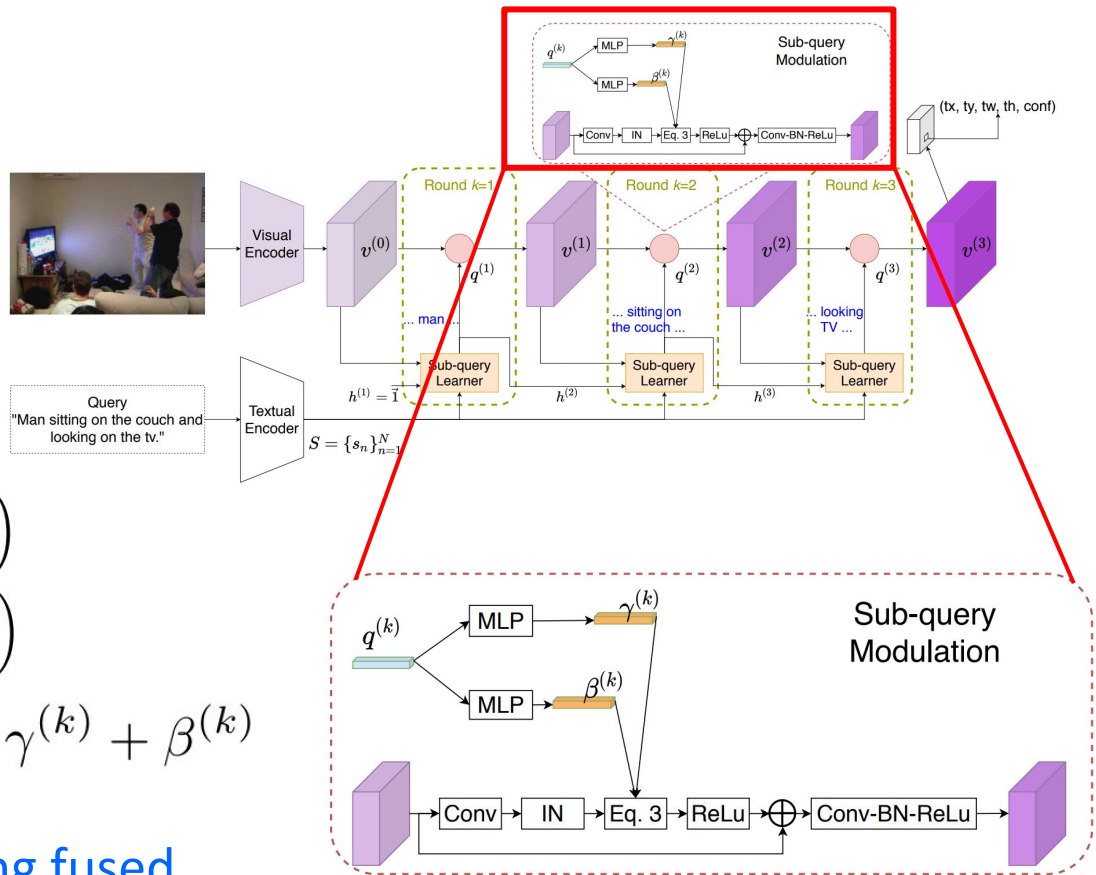 q^{(k)}
MLP
γ^{(k)}
Sub-query
Modulation
MLP
β^{(k)}
Conv
IN
Eq. 3
ReLu
Conv-BN-ReLu
(tx, ty, tw, th, conf)
Round k=1
Round k=2
Round k=3
Visual
Encoder
v^{(0)}
q^{(1)}
v^{(1)}
q^{(2)}
v^{(2)}
q^{(3)}
v^{(3)}
... man ...
... sitting on
the couch ...
... looking
TV ...
Sub-query
Learner
Sub-query
Learner
Sub-query
Learner
h^{(1)} = \vec{1}
h^{(2)}
h^{(3)}
Query
"Man sitting on the couch and
looking on the tv."
Textual
Encoder
S = {s_n}_{n=1}^{N}
)
)
γ^{(k)} + β^{(k)}
q^{(k)}
MLP
γ^{(k)}
Sub-query
Modulation
MLP
β^{(k)}
Conv
IN
Eq. 3
ReLu
Conv-BN-ReLu
ng fused